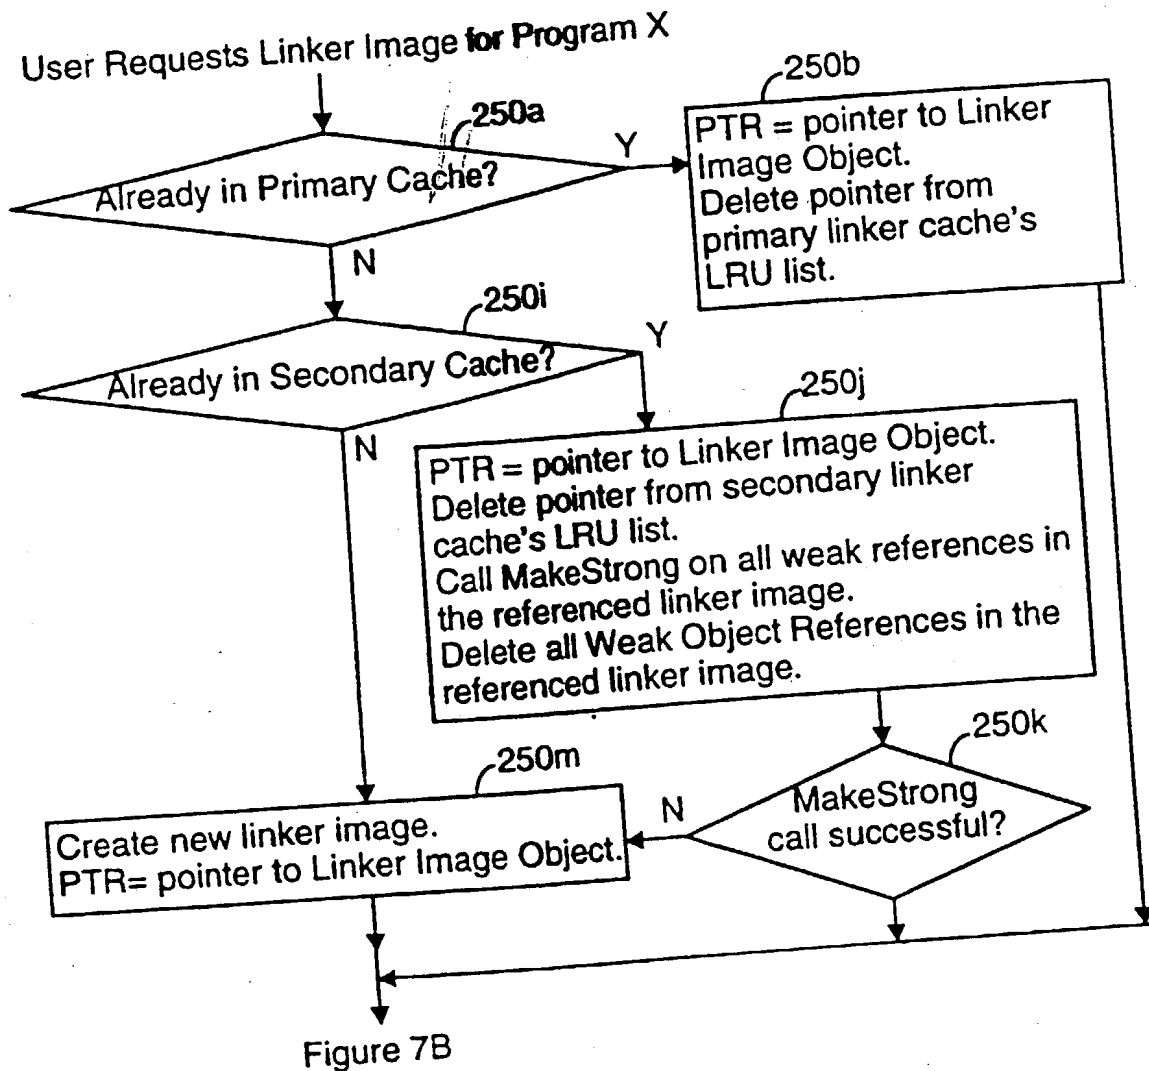 User Requests Linker Image for Program X
250a
Already in Primary Cache?
Y
250b
PTR = pointer to Linker
Image Object.
Delete pointer from
primary linker cache's
LRU list.
N
250i
Already in Secondary Cache?
Y
250j
PTR = pointer to Linker Image Object.
Delete pointer from secondary linker
cache's LRU list.
Call MakeStrong on all weak references in
the referenced linker image.
Delete all Weak Object References in the
referenced linker image.
N
250k
MakeStrong
call successful?
N
250m
Create new linker image.
PTR= pointer to Linker Image Object.
Figure 7B